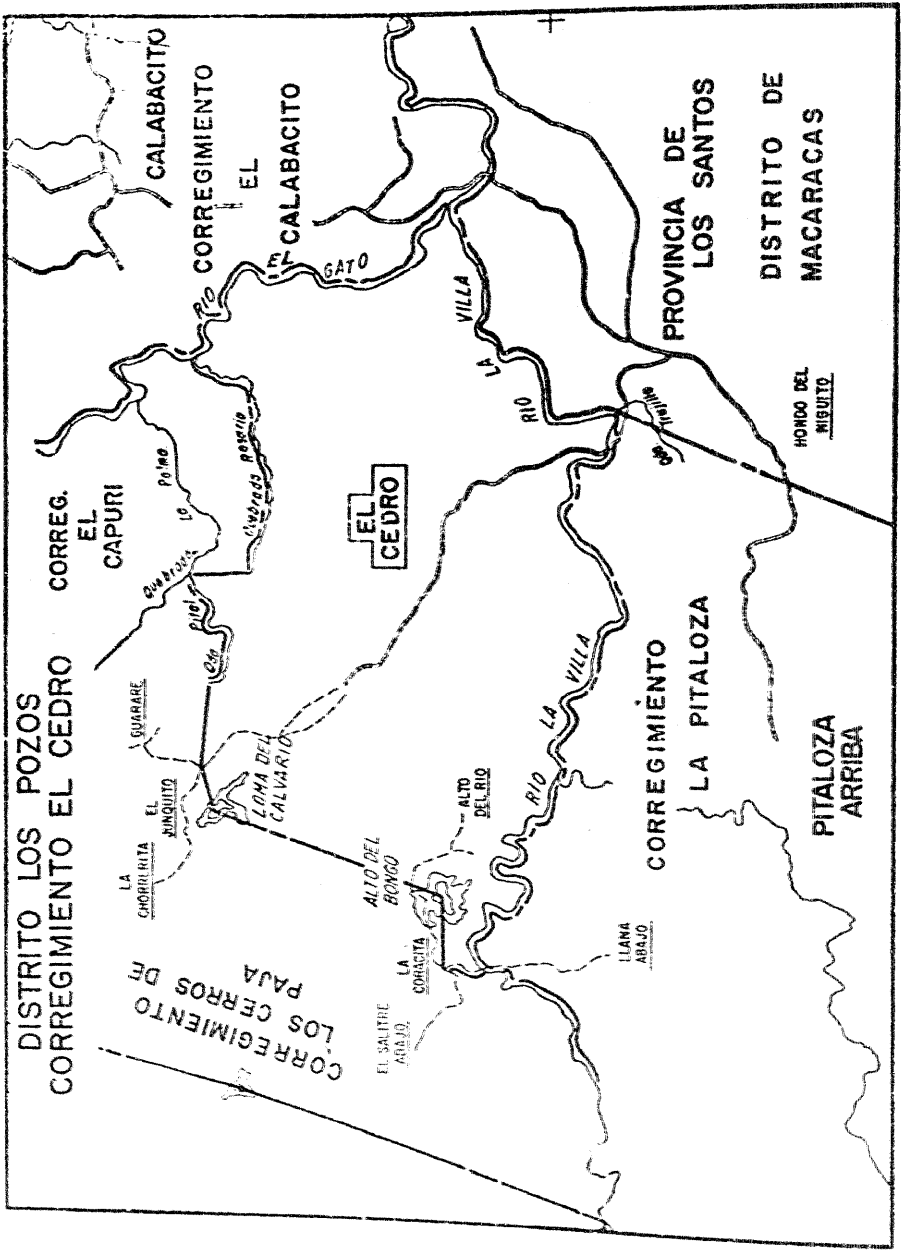 DISTRITO LOS POZOS
CORREGIMIENTO EL CEDRO
CORREG.
EL
CAPURI
CALABACITO
CORREGIMIENTO
EL
CALABACITO
RIO
EL
GATO
Quebrada
La
Palma
Quebrada Rosario
Qda
Pital
GUARARE
EL
JUNQUITO
LA
CHORRERITA
LOMA DEL
CALVARIO
CORREGIMIENTO
LOS CERROS DE
PAJA
EL
CEDRO
ALTO DEL
BONGO
ALTO
DEL RIO
LA
CORACITA
EL SALITRE
ABAJO
LLANA
ABAJO
RIO
LA
VILLA
RIO
LA
VILLA
Qda
PROVINCIA DE
LOS SANTOS
DISTRITO DE
MACARACAS
HONDO DEL
NIGUITO
CORREGIMIENTO
LA PITALOZA
PITALOZA
ARRIBA